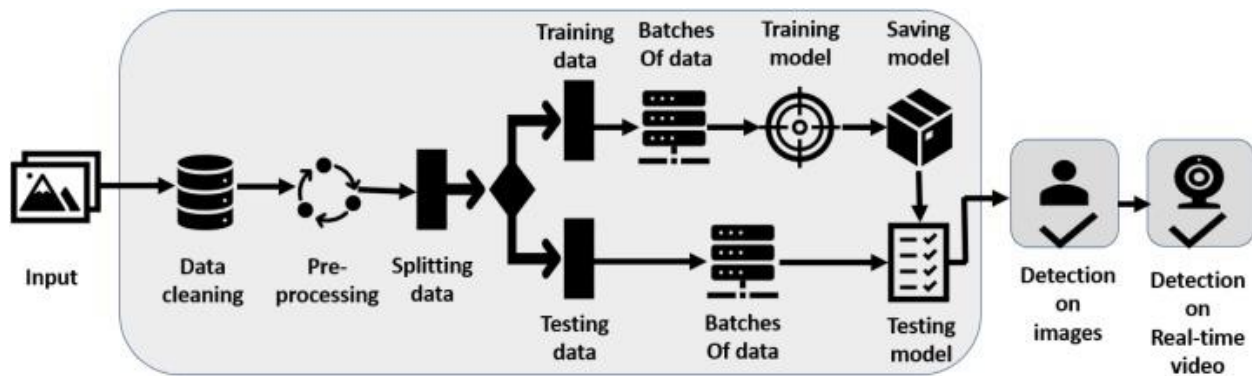 Input
Data
cleaning
Pre-
processing
Splitting
data
Training
data
Batches
Of data
Training
model
Saving
model
Testing
data
Batches
Of data
Testing
model
Detection
on
images
Detection
on
Real-time
video